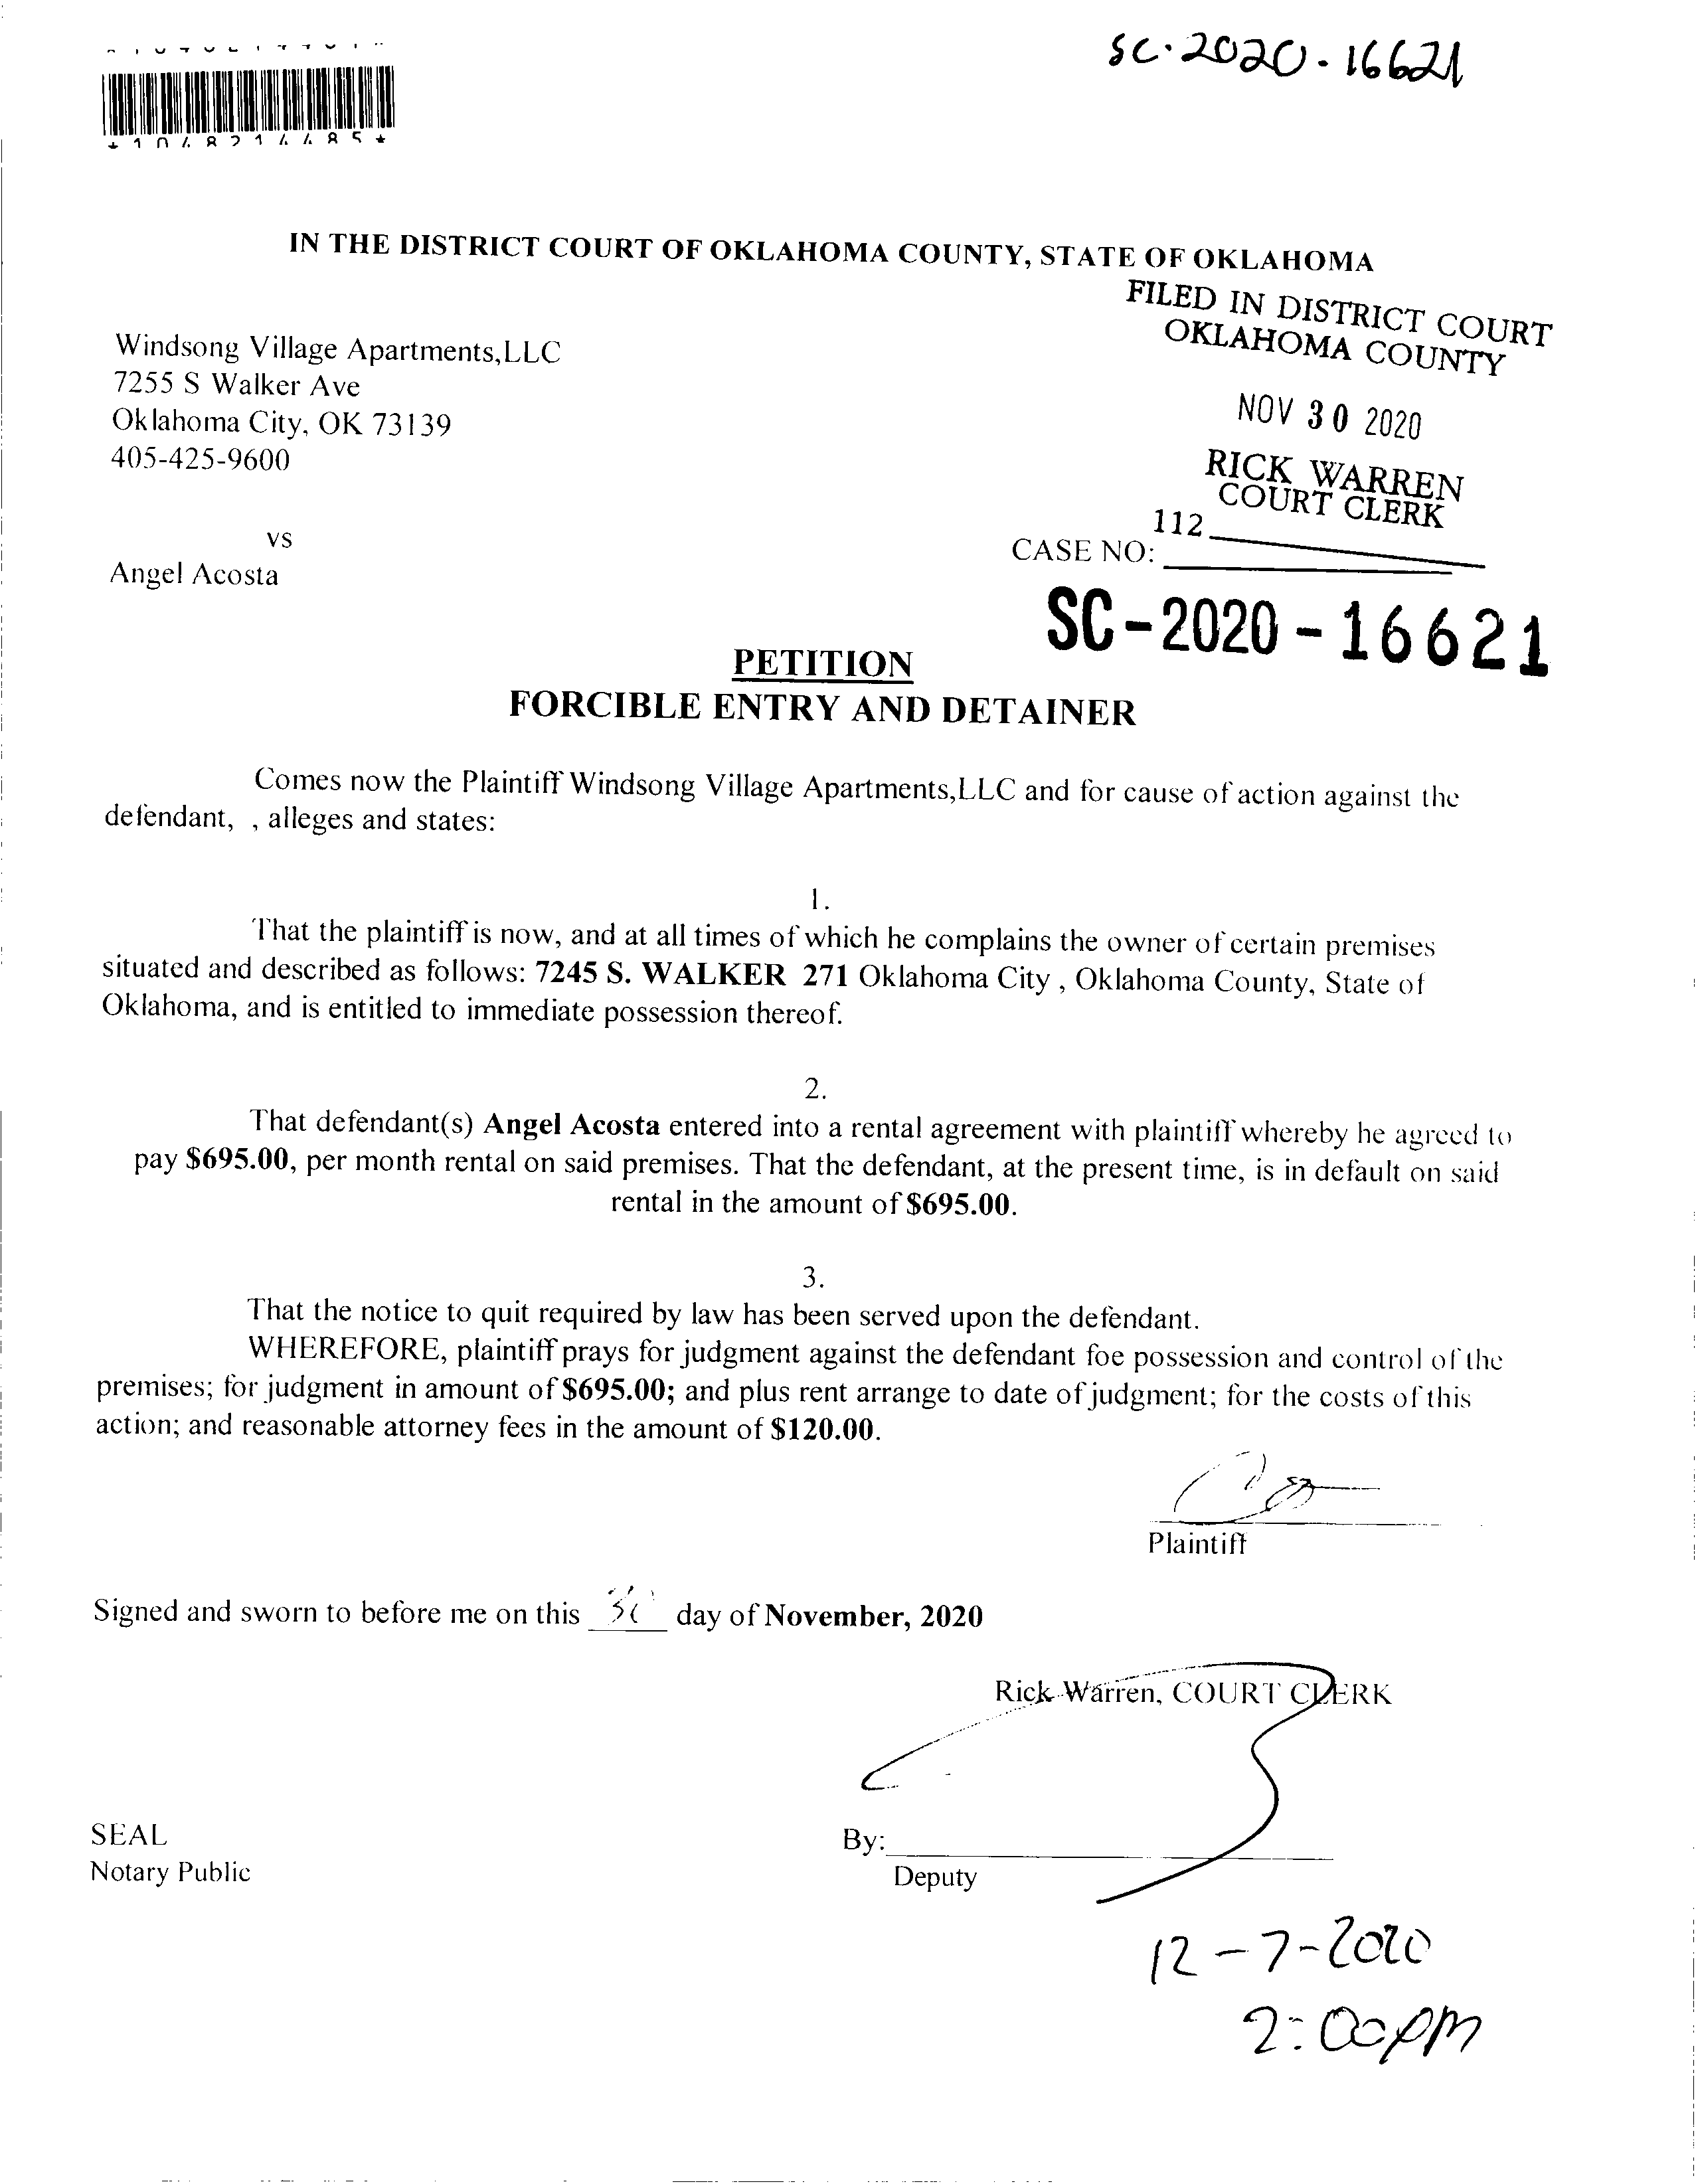 SC-2020-16621
*1048214485*
IN THE DISTRICT COURT OF OKLAHOMA COUNTY, STATE OF OKLAHOMA
FILED IN DISTRICT COURT
OKLAHOMA COUNTY
Windsong Village Apartments,LLC
7255 S Walker Ave
Oklahoma City, OK 73139
405-425-9600
NOV 30 2020
RICK WARREN
COURT CLERK
112
vs
CASE NO:
Angel Acosta
SC-2020-16621
PETITION
FORCIBLE ENTRY AND DETAINER
Comes now the Plaintiff Windsong Village Apartments,LLC and for cause of action against the
defendant, , alleges and states:
1.
That the plaintiff is now, and at all times of which he complains the owner of certain premises
situated and described as follows: 7245 S. WALKER 271 Oklahoma City , Oklahoma County, State of
Oklahoma, and is entitled to immediate possession thereof.
2.
That defendant(s) Angel Acosta entered into a rental agreement with plaintiff whereby he agreed to
pay $695.00, per month rental on said premises. That the defendant, at the present time, is in default on said
rental in the amount of $695.00.
3.
That the notice to quit required by law has been served upon the defendant.
WHEREFORE, plaintiff prays for judgment against the defendant foe possession and control of the
premises; for judgment in amount of $695.00; and plus rent arrange to date of judgment; for the costs of this
action; and reasonable attorney fees in the amount of $120.00.
Plaintiff
Signed and sworn to before me on this 30 day of November, 2020
Rick Warren, COURT CLERK
SEAL
By:
Notary Public
Deputy
12-7-2020
2:00pm